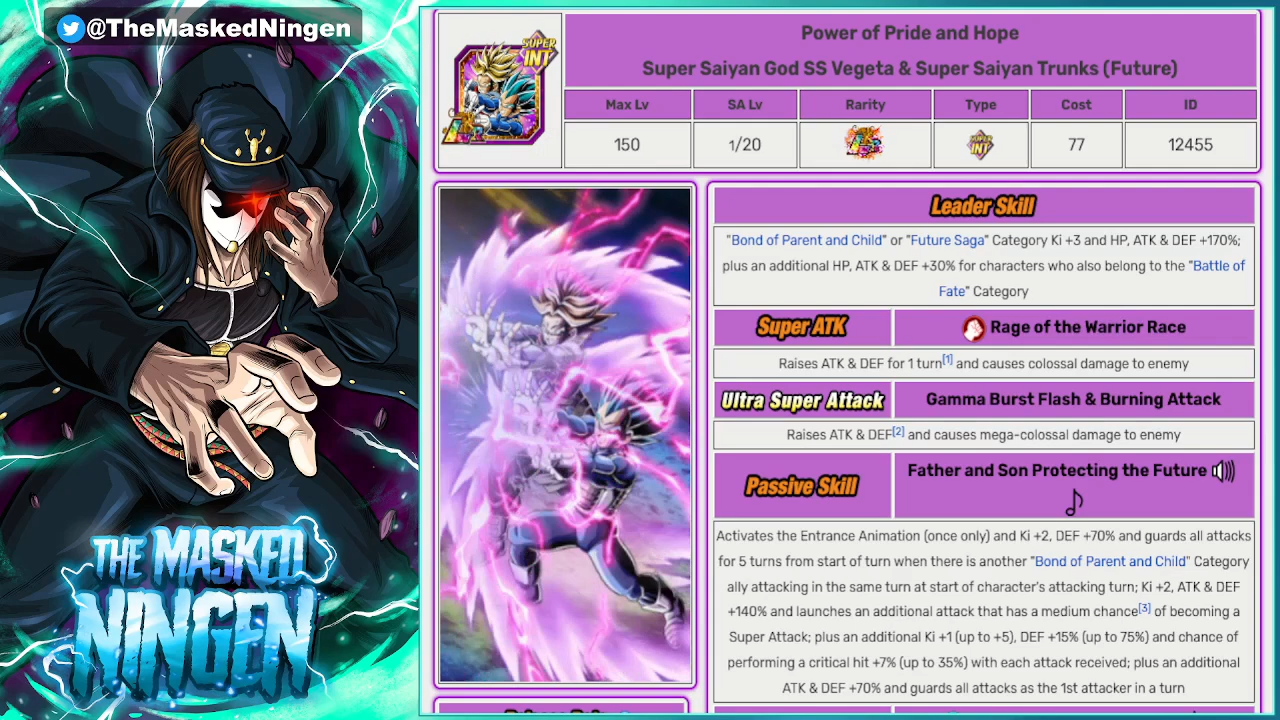 @TheMaskedNingen
THE MASKED
NINGEN
SUPER
INT
Power of Pride and Hope
Super Saiyan God SS Vegeta & Super Saiyan Trunks (Future)
Max Lv SA Lv Rarity Type Cost ID
150 1/20 77 12455
Leader Skill
"Bond of Parent and Child" or "Future Saga" Category Ki +3 and HP, ATK & DEF +170%;
plus an additional HP, ATK & DEF +30% for characters who also belong to the "Battle of
Fate" Category
Super ATK Rage of the Warrior Race
Raises ATK & DEF for 1 turn[1] and causes colossal damage to enemy
Ultra Super Attack Gamma Burst Flash & Burning Attack
Raises ATK & DEF[2] and causes mega-colossal damage to enemy
Passive Skill Father and Son Protecting the Future
Activates the Entrance Animation (once only) and Ki +2, DEF +70% and guards all attacks
for 5 turns from start of turn when there is another "Bond of Parent and Child" Category
ally attacking in the same turn at start of character's attacking turn; Ki +2, ATK & DEF
+140% and launches an additional attack that has a medium chance[3] of becoming a
Super Attack; plus an additional Ki +1 (up to +5), DEF +15% (up to 75%) and chance of
performing a critical hit +7% (up to 35%) with each attack received; plus an additional
ATK & DEF +70% and guards all attacks as the 1st attacker in a turn